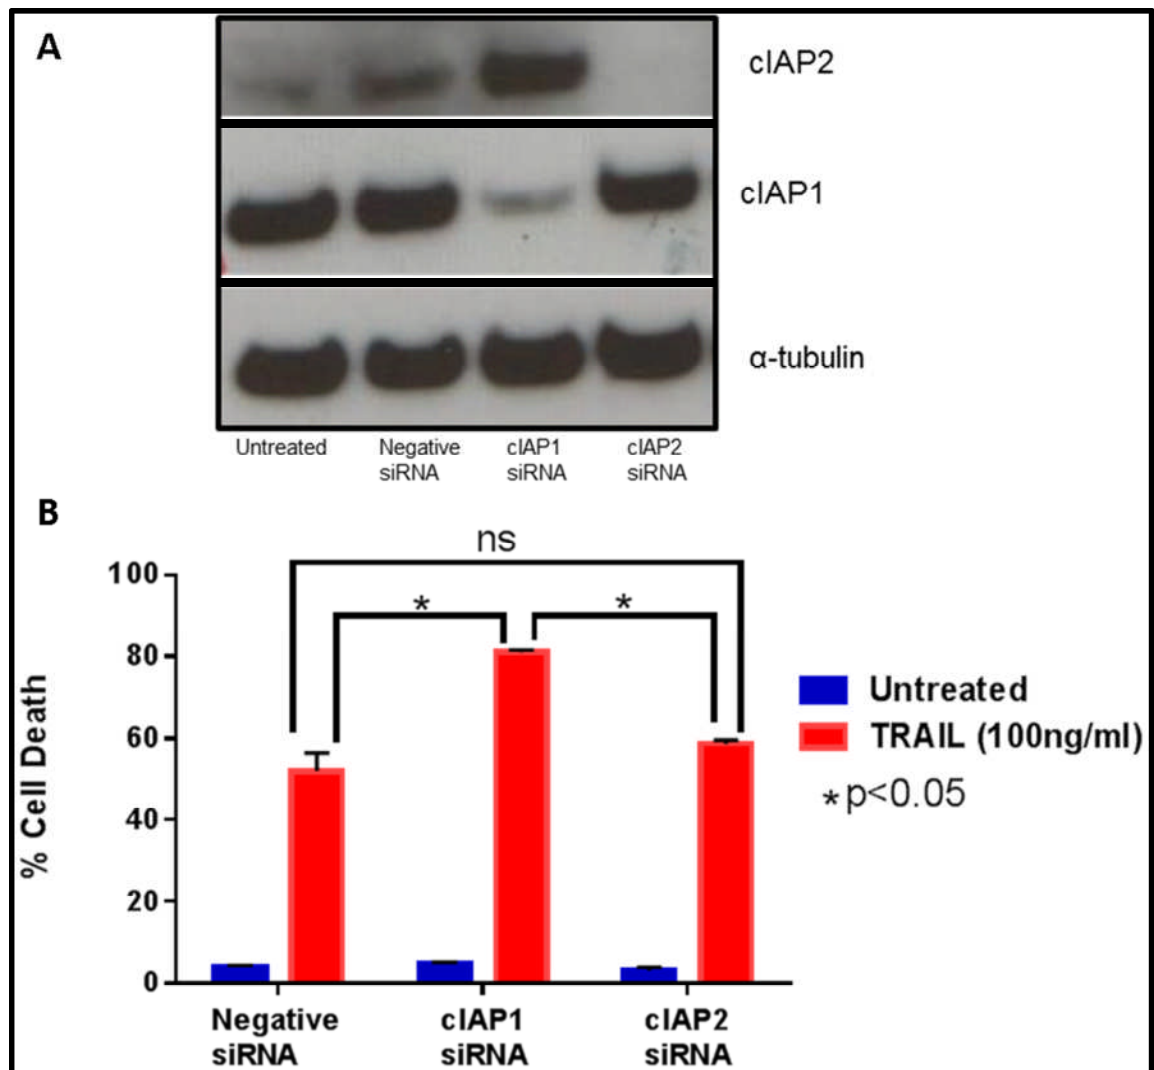 A
cIAP2
cIAP1
α-tubulin
Untreated
Negative
siRNA
cIAP1
siRNA
cIAP2
siRNA
B
ns
*
*
100
80
60
40
20
0
% Cell Death
Untreated
TRAIL (100ng/ml)
*p<0.05
Negative
siRNA
cIAP1
siRNA
cIAP2
siRNA